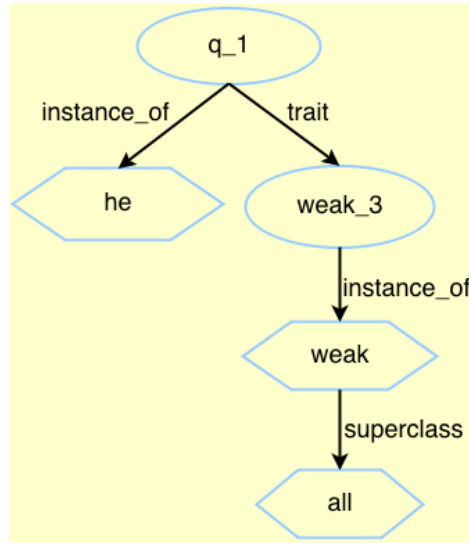 q_1
instance_of trait
he weak_3
instance_of
weak
superclass
all